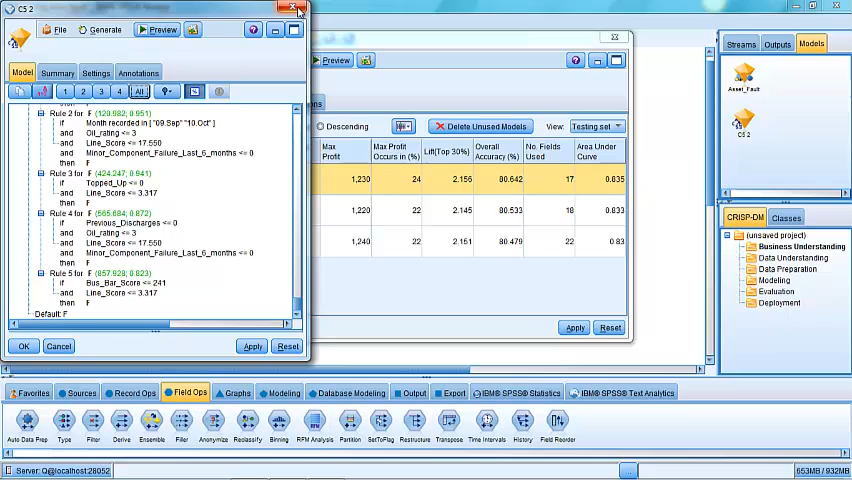 C5 2
File
Generate
Preview
Model
Summary
Settings
Annotations
1
2
3
4
All
then F
Rule 2 for F (120.982; 0.951)
if Month recorded in [ "09.Sep" "10.Oct" ]
and Oil_rating <= 3
and Line_Score <= 17.550
and Minor_Component_Failure_Last_6_months <= 0
then F
Rule 3 for F (424.247; 0.941)
if Topped_Up <= 0
and Line_Score <= 3.317
then F
Rule 4 for F (565.684; 0.872)
if Previous_Discharges <= 0
and Oil_rating <= 3
and Line_Score <= 17.550
and Minor_Component_Failure_Last_6_months <= 0
then F
Rule 5 for F (857.928; 0.823)
if Bus_Bar_Score <= 241
and Line_Score <= 3.317
then F
Default: F
OK
Cancel
Apply
Reset
Preview
Descending
Delete Unused Models
View: Testing set
Max Profit
Max Profit Occurs in (%)
Lift{Top 30%}
Overall Accuracy (%)
No. Fields Used
Area Under Curve
1,230 24 2.156 80.642 17 0.835
1,220 22 2.145 80.533 18 0.833
1,240 22 2.151 80.479 22 0.83
Apply
Reset
Streams
Outputs
Models
Asset_Fault
C5 2
CRISP-DM
Classes
(unsaved project)
Business Understanding
Data Understanding
Data Preparation
Modeling
Evaluation
Deployment
Favorites
Sources
Record Ops
Field Ops
Graphs
Modeling
Database Modeling
Output
Export
IBM® SPSS® Statistics
IBM® SPSS® Text Analytics
Auto Data Prep
Type
Filter
Derive
Ensemble
Filler
Anonymize
Reclassify
Binning
RFM Analysis
Partition
SetToFlag
Restructure
Transpose
Time Intervals
History
Field Reorder
Server: Q@localhost:28052
...
653MB / 932MB